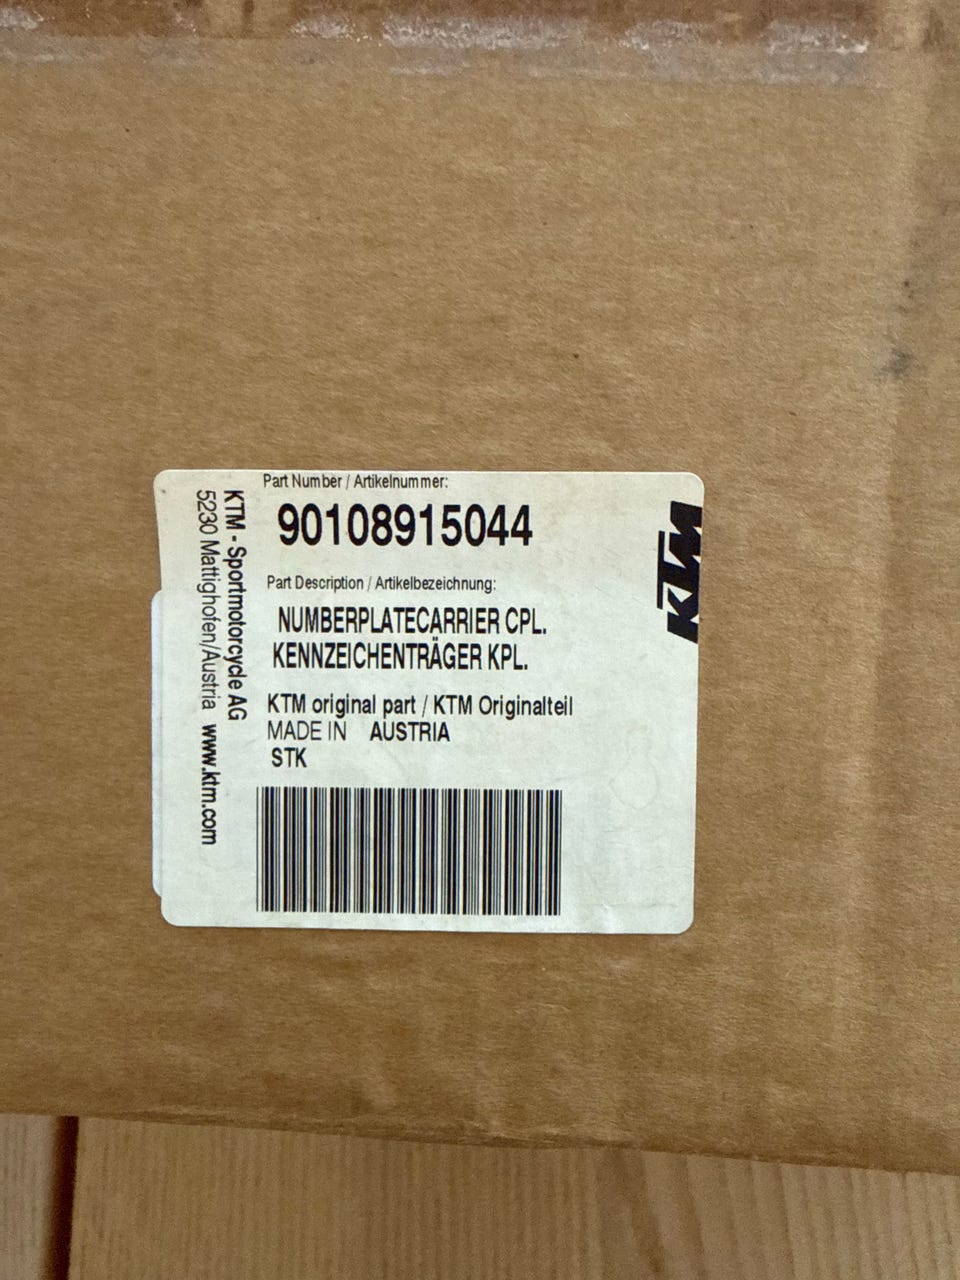 Part Number / Artikelnummer:
90108915044
Part Description / Artikelbezeichnung:
NUMBERPLATECARRIER CPL.
KENNZEICHENTRÄGER KPL.
KTM original part / KTM Originalteil
MADE IN AUSTRIA
STK
KTM - Sportmotorcycle AG
5230 Mattighofen/Austria www.ktm.com
KTM